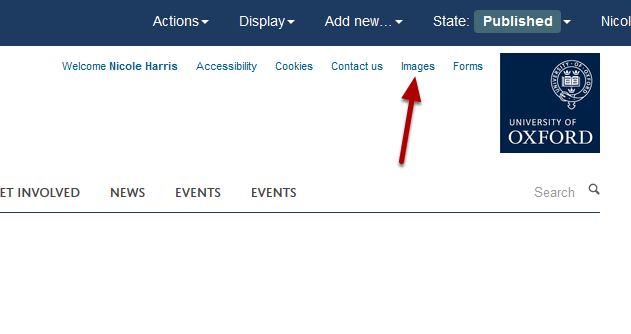 Actions Display Add new... State: Published Nicol
Welcome Nicole Harris Accessibility Cookies Contact us Images Forms
UNIVERSITY OF
OXFORD
ET INVOLVED NEWS EVENTS EVENTS Search